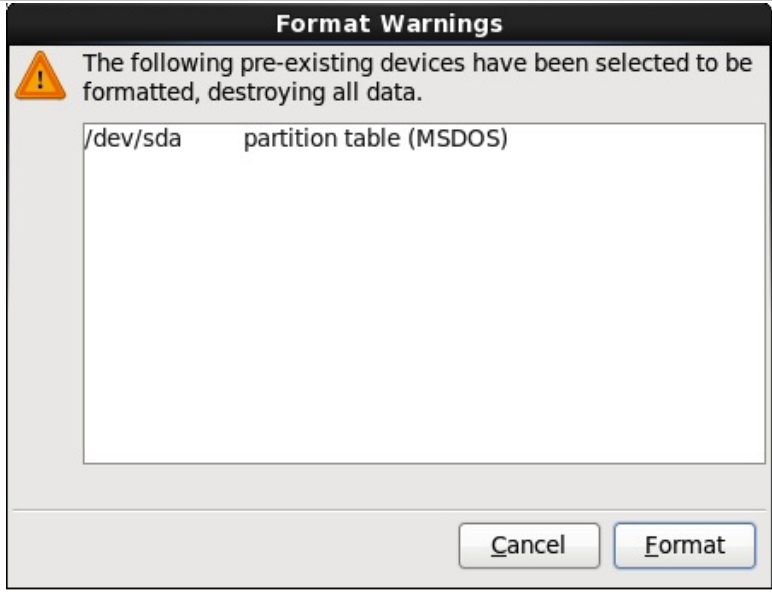 Format Warnings
The following pre-existing devices have been selected to be
formatted, destroying all data.
/dev/sda partition table (MSDOS)
Cancel Format